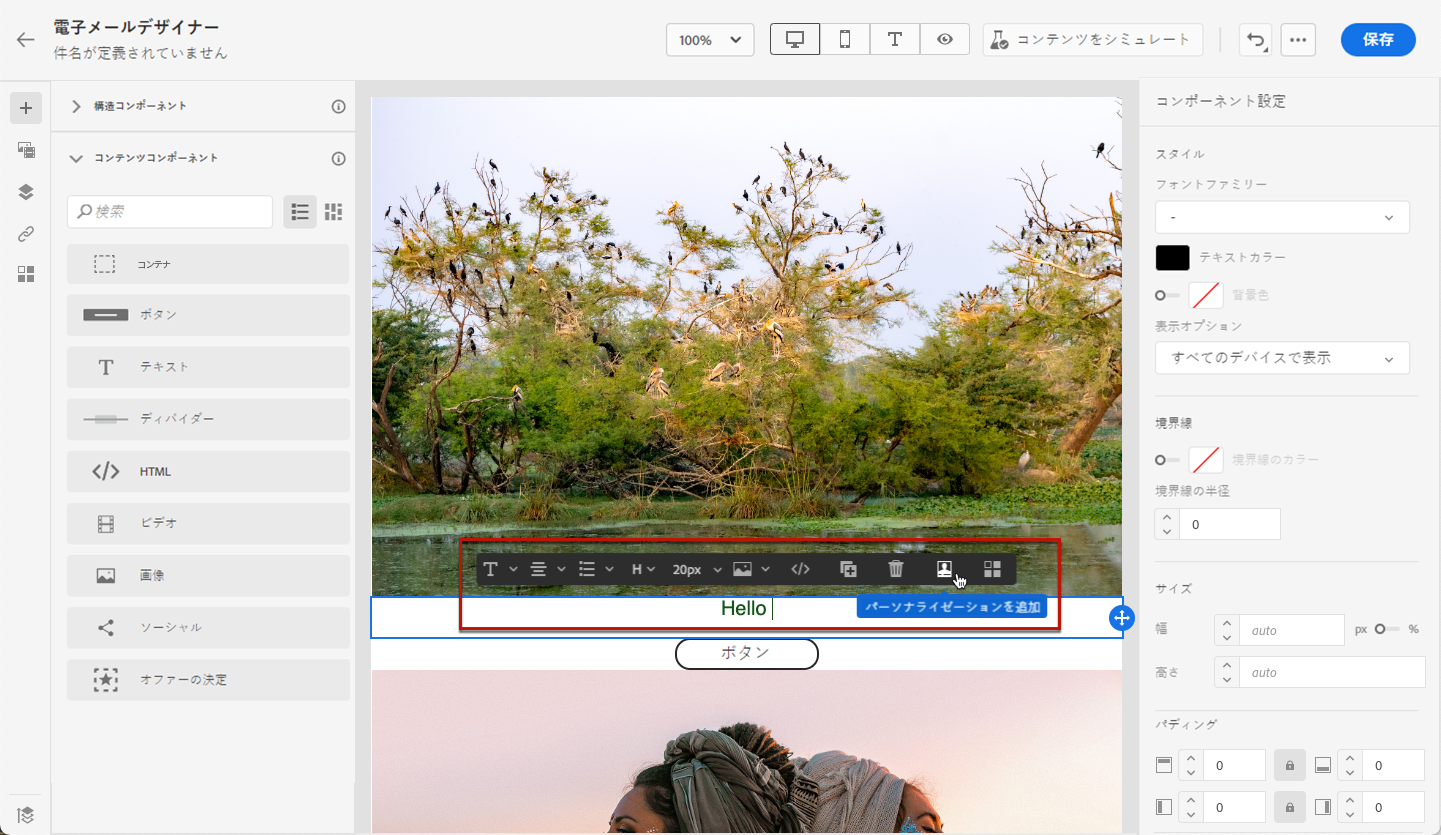 電子メールデザイナー
件名が定義されていません
100%
コンテンツをシミュレート
保存
構造コンポーネント
コンテンツコンポーネント
検索
コンテナ
ボタン
テキスト
ディバイダー
HTML
ビデオ
画像
ソーシャル
オファーの決定
H
20px
パーソナライゼーションを追加
Hello
ボタン
コンポーネント設定
スタイル
フォントファミリー
-
テキストカラー
背景色
表示オプション
すべてのデバイスで表示
境界線
境界線のカラー
境界線の半径
0
サイズ
幅
auto
px
%
高さ
auto
パディング
0
0
0
0